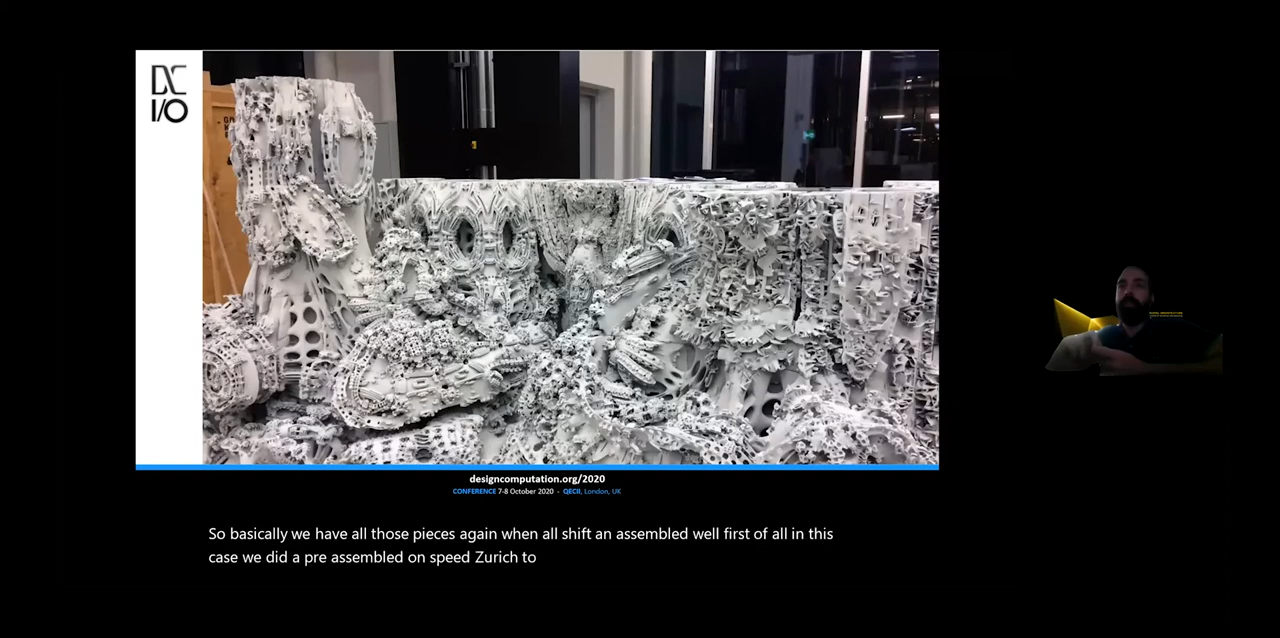 DC
I/O
designcomputation.org/2020
CONFERENCE 7-8 October 2020 - QECII, London, UK
So basically we have all those pieces again when all shift an assembled well first of all in this
case we did a pre assembled on speed Zurich to